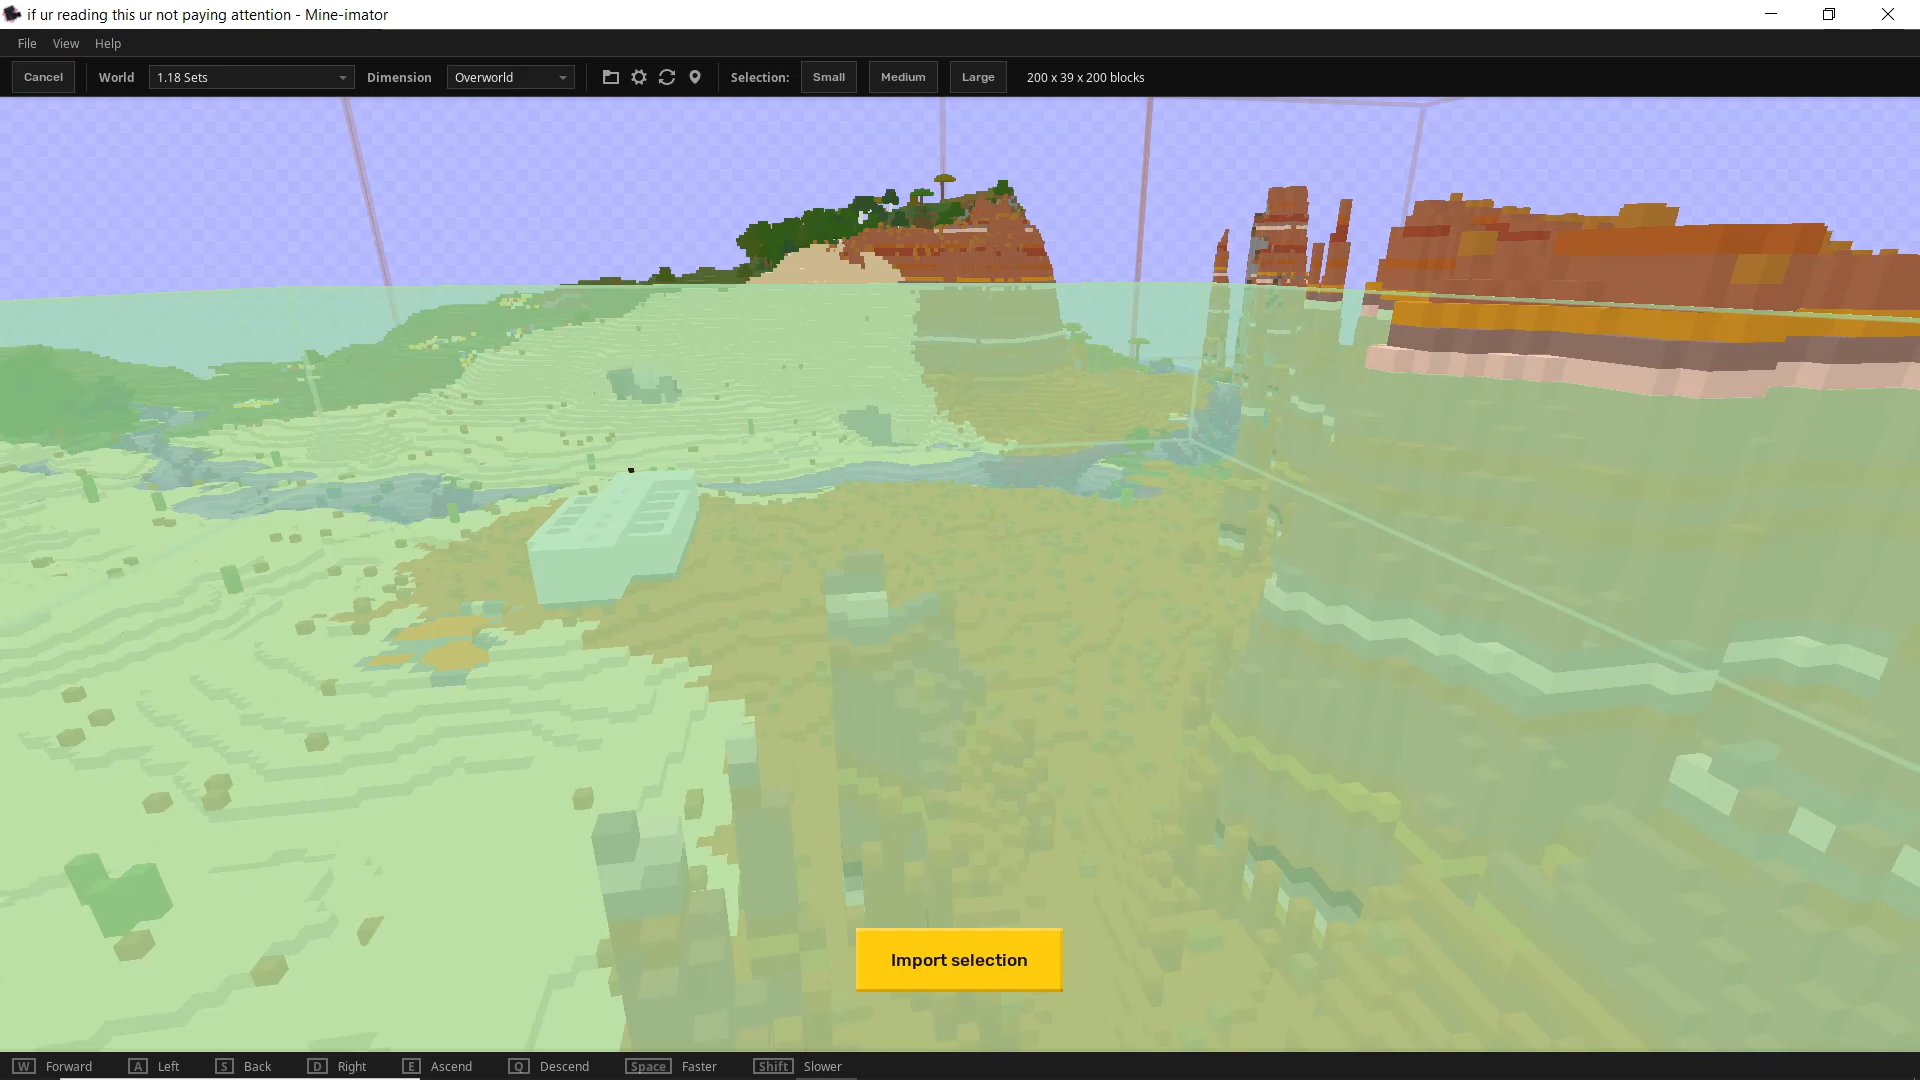 if ur reading this ur not paying attention - Mine-imator
File View Help
Cancel World 1.18 Sets Dimension Overworld Selection: Small Medium Large 200 x 39 x 200 blocks
Import selection
W Forward A Left S Back D Right E Ascend Q Descend Space Faster Shift Slower